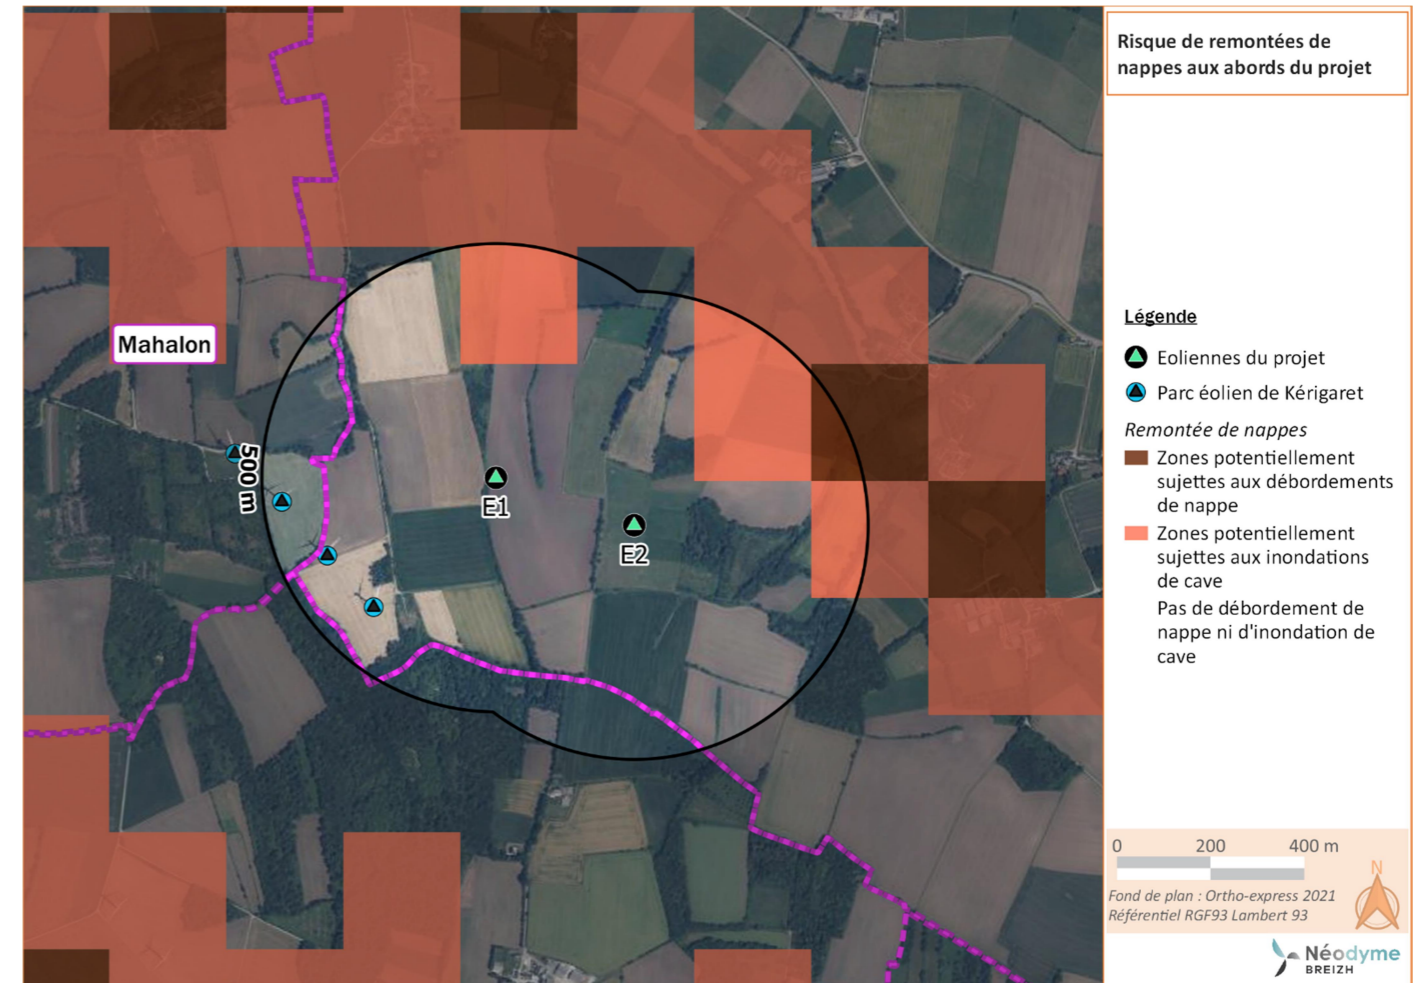 Risque de remontées de
nappes aux abords du projet
Mahalon
500 m
E1
E2
Légende
Eoliennes du projet
Parc éolien de Kérigaret
Remontée de nappes
Zones potentiellement
sujettes aux débordements
de nappe
Zones potentiellement
sujettes aux inondations
de cave
Pas de débordement de
nappe ni d'inondation de
cave
0 200 400 m
N
Fond de plan : Ortho-express 2021
Référentiel RGF93 Lambert 93
Néodyme
BREIZH